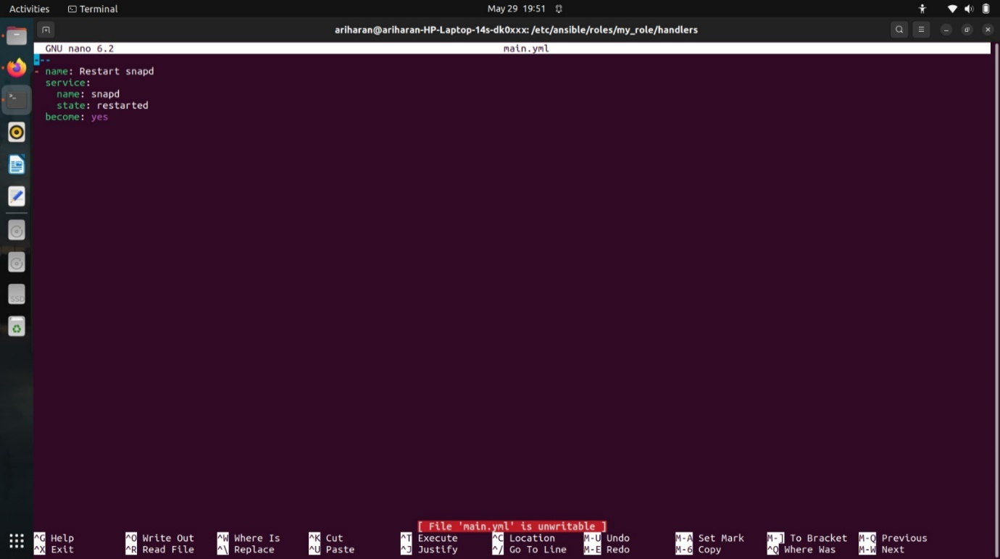 Activities Terminal May 29 19:51
ariharan@ariharan-HP-Laptop-14s-dk0xxx: /etc/ansible/roles/my_role/handlers
GNU nano 6.2 main.yml
---
- name: Restart snapd
  service:
    name: snapd
    state: restarted
  become: yes
SSD
[ File 'main.yml' is unwritable ]
^G Help ^O Write Out ^W Where Is ^K Cut ^T Execute ^C Location M-U Undo M-A Set Mark M-] To Bracket M-Q Previous
^X Exit ^R Read File ^\ Replace ^U Paste ^J Justify ^/ Go To Line M-E Redo M-6 Copy ^Q Where Was M-W Next